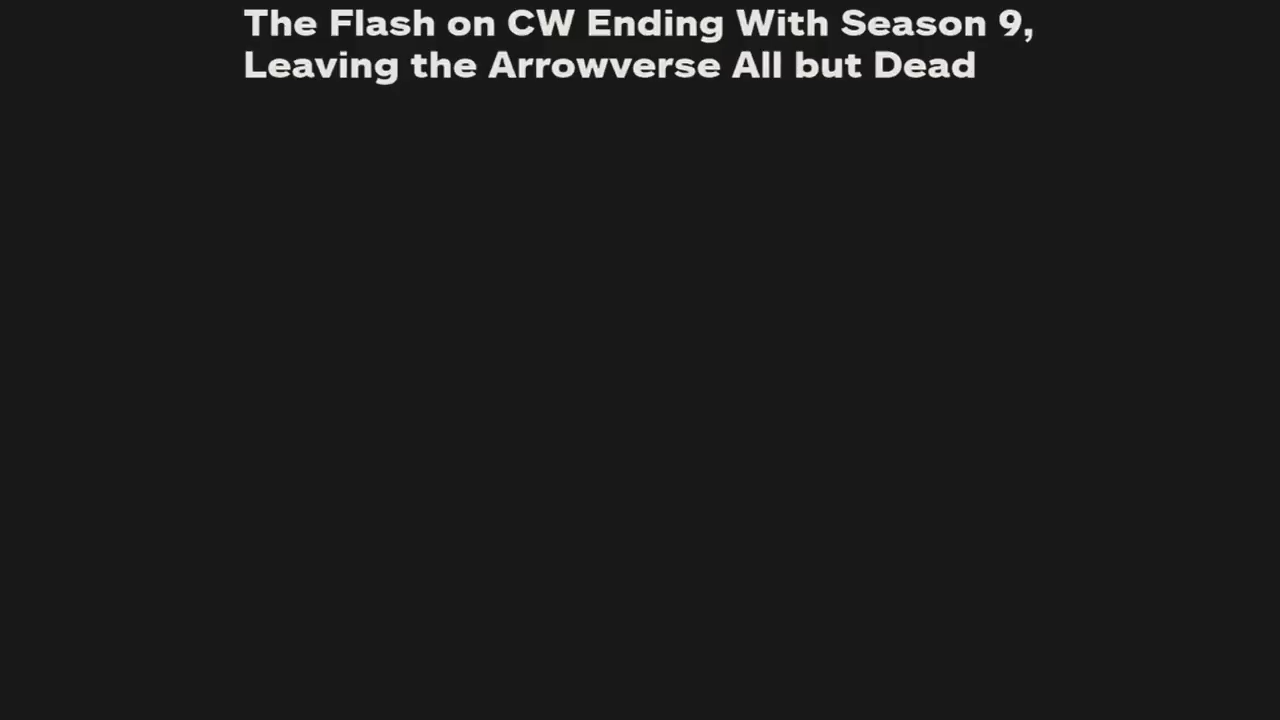 The Flash on CW Ending With Season 9,
Leaving the Arrowverse All but Dead